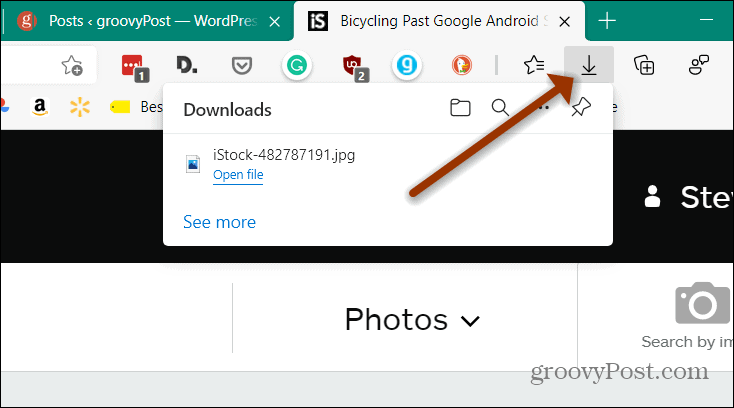 Posts ‹ groovyPost — WordPres
Bicycling Past Google Android S
1
D.
2
Bes
e
Downloads
iStock-482787191.jpg
Open file
See more
Stev
Photos
Search by im
groovyPost.com